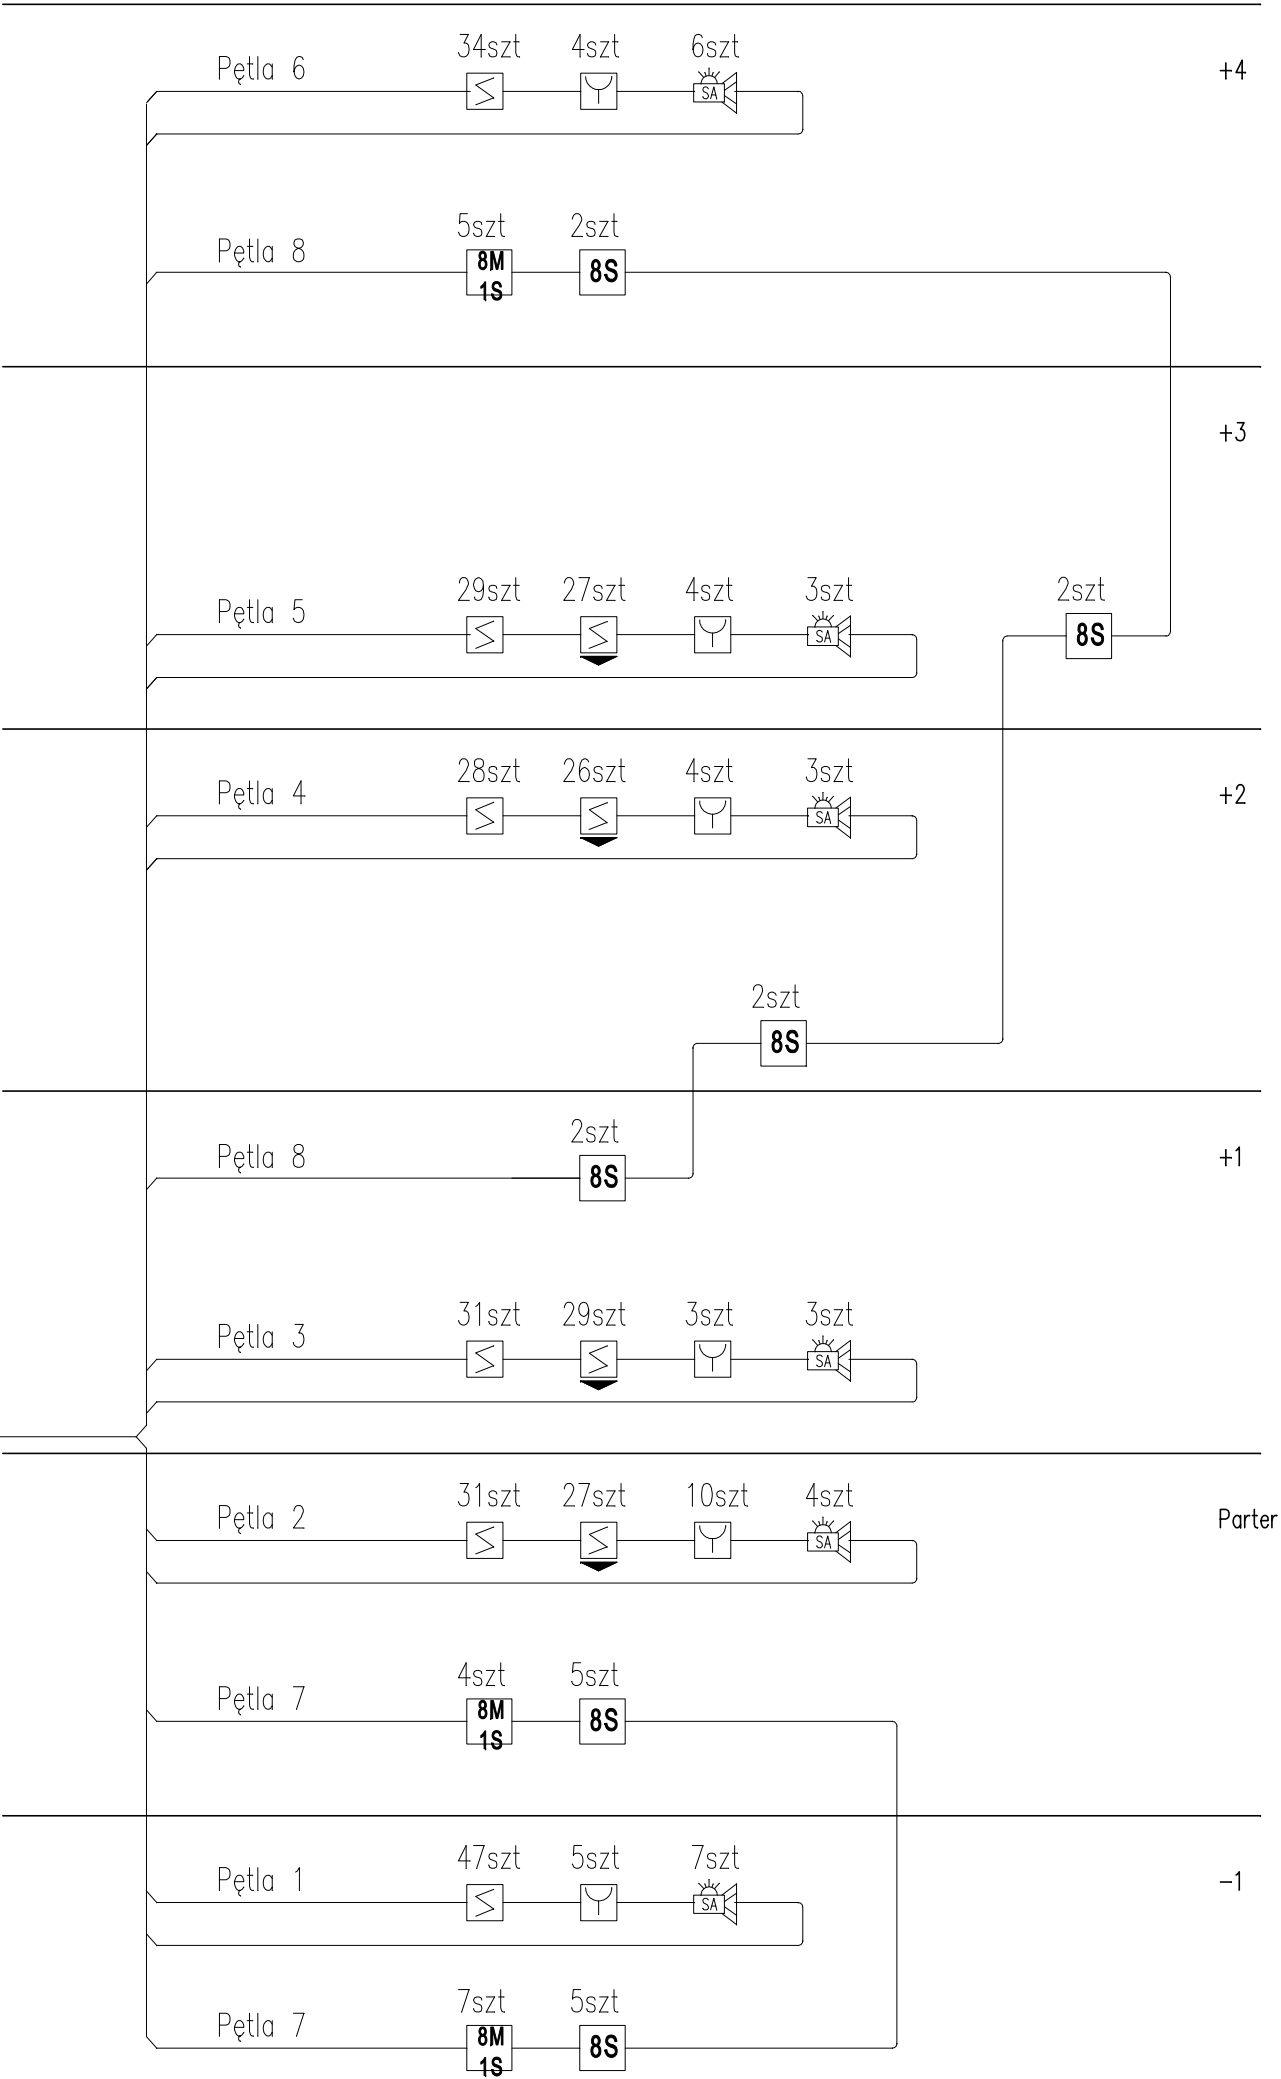 34szt 4szt 6szt
Pętla 6 +4
SA
5szt 2szt
Pętla 8
8M
1S
8S
+3
29szt 27szt 4szt 3szt 2szt
Pętla 5
SA
8S
28szt 26szt 4szt 3szt
Pętla 4 +2
SA
2szt
8S
2szt
Pętla 8 +1
8S
31szt 29szt 3szt 3szt
Pętla 3
SA
31szt 27szt 10szt 4szt
Pętla 2 Parter
SA
4szt 5szt
Pętla 7
8M
1S
8S
47szt 5szt 7szt
Pętla 1 -1
SA
7szt 5szt
Pętla 7
8M
1S
8S